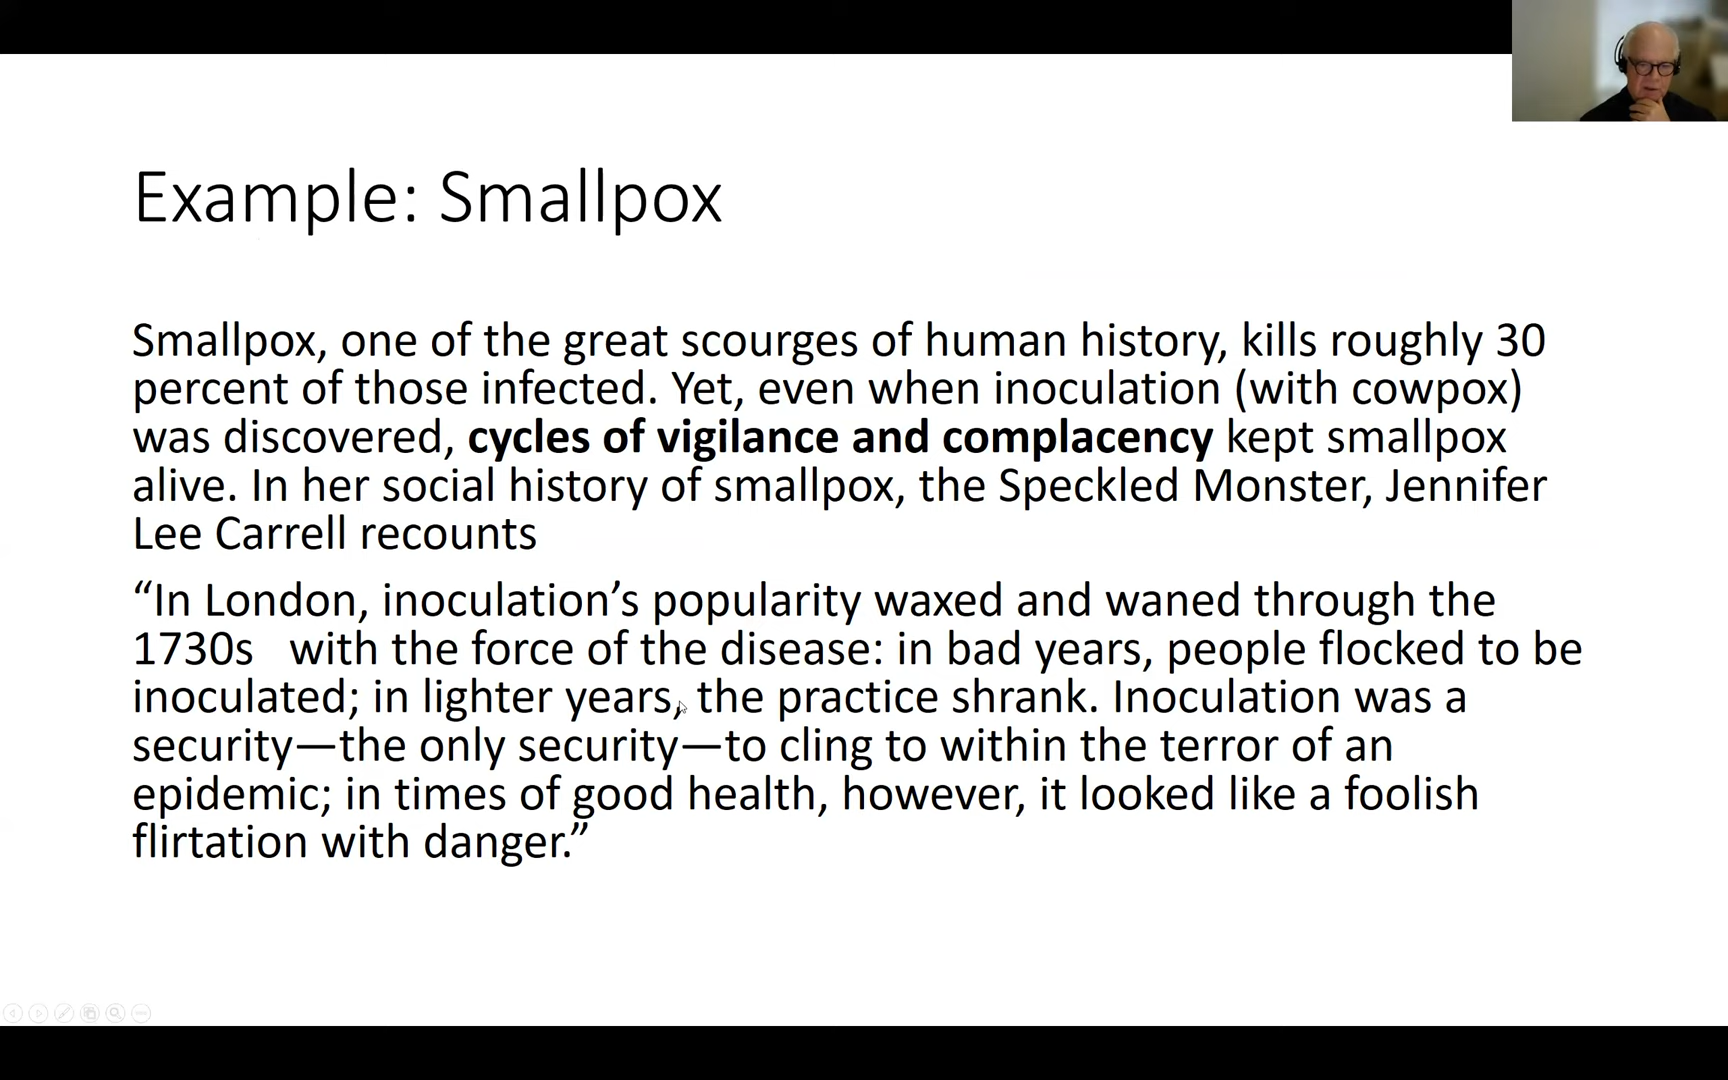 Example: Smallpox
Smallpox, one of the great scourges of human history, kills roughly 30
percent of those infected. Yet, even when inoculation (with cowpox)
was discovered, cycles of vigilance and complacency kept smallpox
alive. In her social history of smallpox, the Speckled Monster, Jennifer
Lee Carrell recounts
“In London, inoculation’s popularity waxed and waned through the
1730s   with the force of the disease: in bad years, people flocked to be
inoculated; in lighter years, the practice shrank. Inoculation was a
security—the only security—to cling to within the terror of an
epidemic; in times of good health, however, it looked like a foolish
flirtation with danger.”